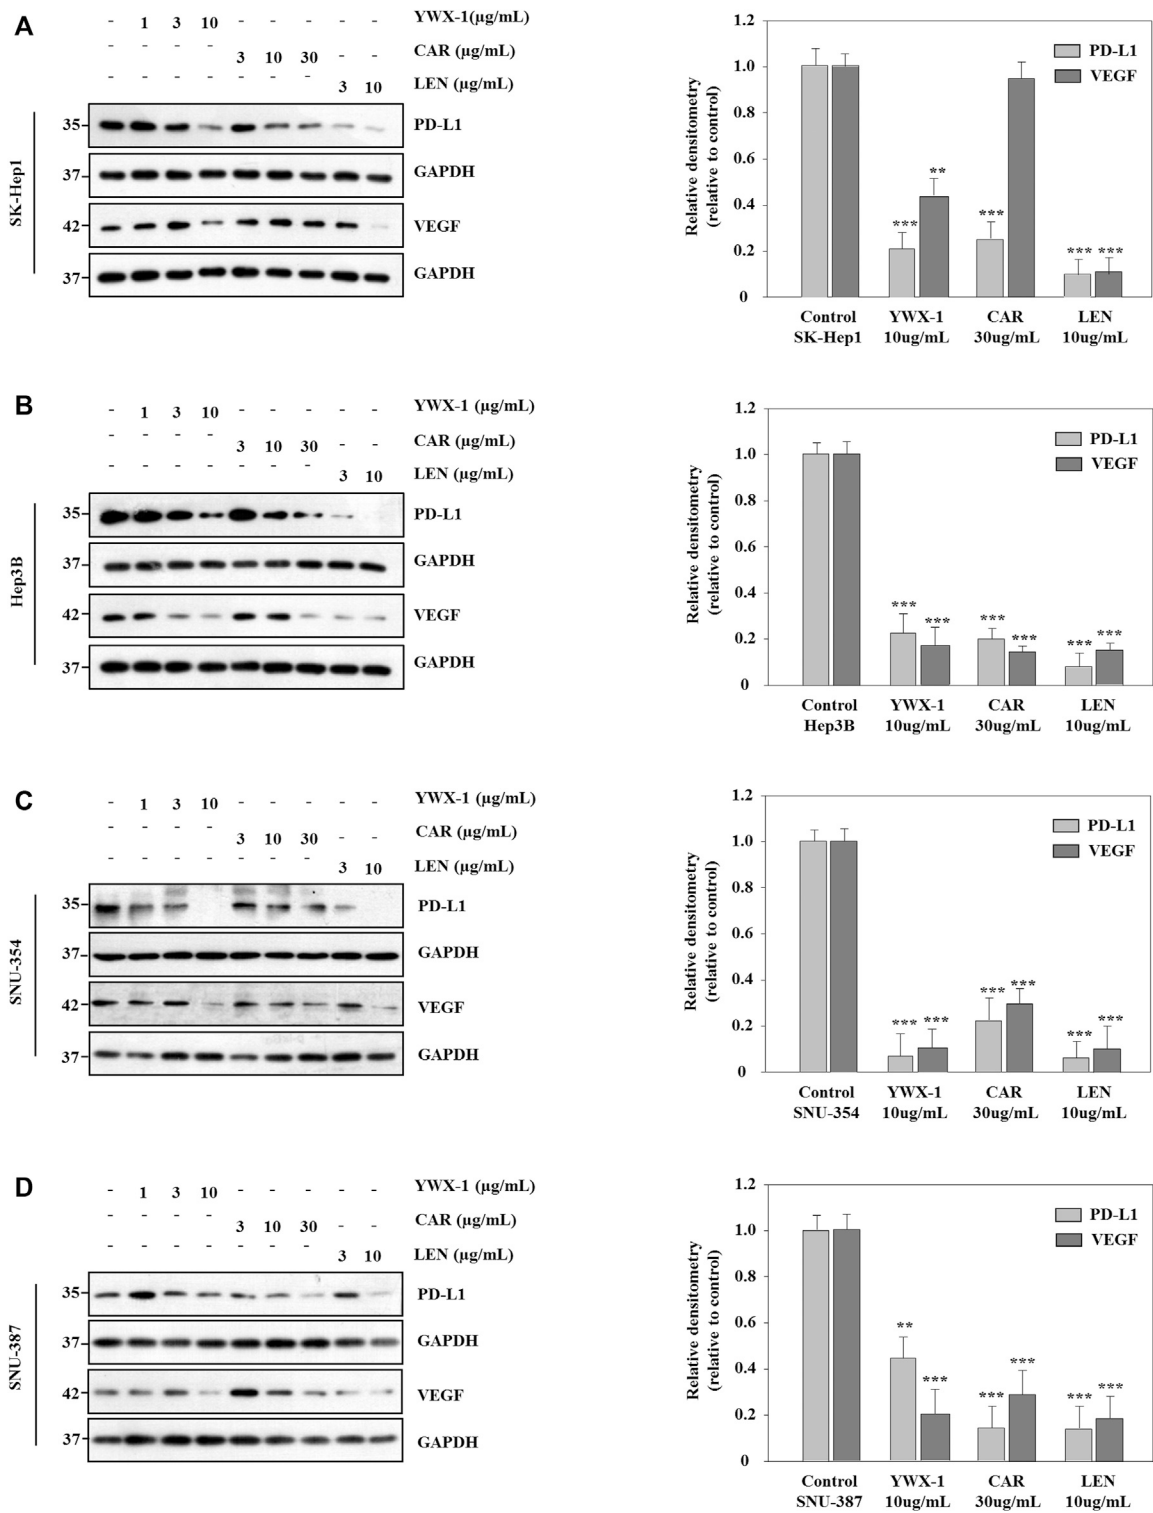 A
- 1 3 10 - - - - - YWX-1(µg/mL)
- - - - 3 10 30 - - CAR (µg/mL)
- - - - - - - 3 10 LEN (µg/mL)
SK-Hep1
35 PD-L1
37 GAPDH
42 VEGF
37 GAPDH
Relative densitometry
(relative to control)
1.2
1.0
0.8
0.6
0.4
0.2
0
PD-L1
VEGF
*** ** *** *** ***
Control YWX-1 CAR LEN
SK-Hep1 10ug/mL 30ug/mL 10ug/mL
B
- 1 3 10 - - - - - YWX-1 (µg/mL)
- - - - 3 10 30 - - CAR (µg/mL)
- - - - - - - 3 10 LEN (µg/mL)
Hep3B
35 PD-L1
37 GAPDH
42 VEGF
37 GAPDH
Relative densitometry
(relative to control)
1.2
1.0
0.8
0.6
0.4
0.2
0
PD-L1
VEGF
*** *** *** *** *** ***
Control YWX-1 CAR LEN
Hep3B 10ug/mL 30ug/mL 10ug/mL
C
- 1 3 10 - - - - - YWX-1 (µg/mL)
- - - - 3 10 30 - - CAR (µg/mL)
- - - - - - - 3 10 LEN (µg/mL)
SNU-354
35 PD-L1
37 GAPDH
42 VEGF
37 GAPDH
Relative densitometry
(relative to control)
1.2
1.0
0.8
0.6
0.4
0.2
0
PD-L1
VEGF
*** *** *** *** *** ***
Control YWX-1 CAR LEN
SNU-354 10ug/mL 30ug/mL 10ug/mL
D
- 1 3 10 - - - - - YWX-1 (µg/mL)
- - - - 3 10 30 - - CAR (µg/mL)
- - - - - - - 3 10 LEN (µg/mL)
SNU-387
35 PD-L1
37 GAPDH
42 VEGF
37 GAPDH
Relative densitometry
(relative to control)
1.2
1.0
0.8
0.6
0.4
0.2
0
PD-L1
VEGF
** *** *** *** *** ***
Control YWX-1 CAR LEN
SNU-387 10ug/mL 30ug/mL 10ug/mL